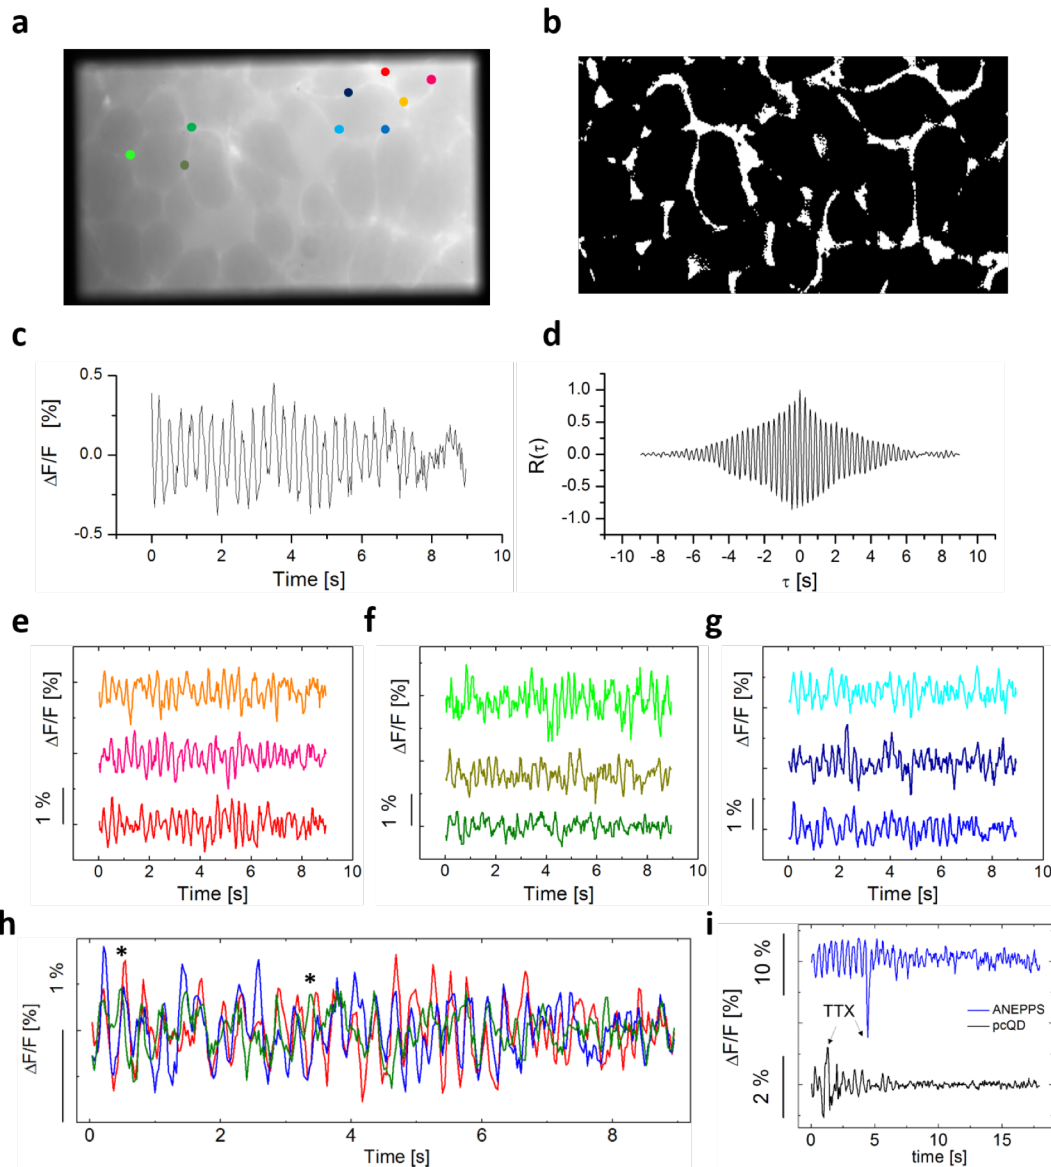 a
b
c
d
ΔF/F [%]
0.5
0.0
-0.5
0 2 4 6 8 10
Time [s]
R(τ)
1.0
0.5
0.0
-0.5
-1.0
-10 -8 -6 -4 -2 0 2 4 6 8 10
τ [s]
e
f
g
ΔF/F [%]
1 %
0 2 4 6 8 10
Time [s]
ΔF/F [%]
1 %
0 2 4 6 8 10
Time [s]
ΔF/F [%]
1 %
0 2 4 6 8 10
Time [s]
h
ΔF/F [%]
1 %
* *
0 2 4 6 8
Time [s]
i
ΔF/F [%]
10 %
2 %
TTX
ANEPPS
pcQD
0 5 10 15
time [s]